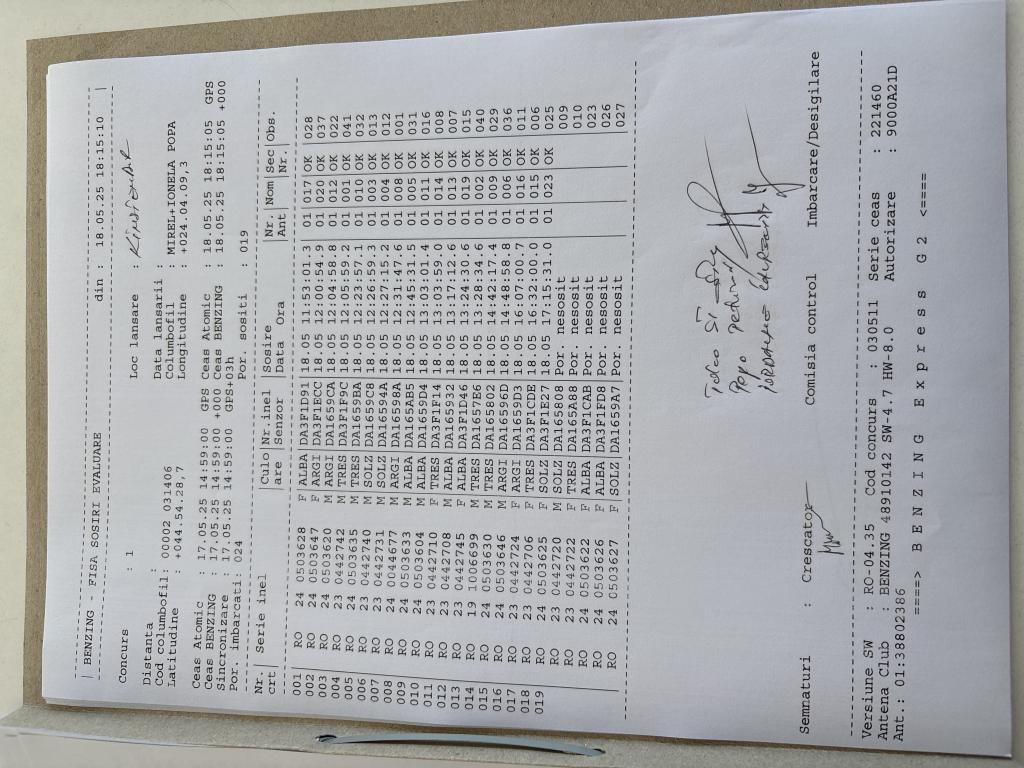 BENZING - FISA SOSIRI EVALUARE din : 18.05.25 18:15:10
Concurs : 1 Loc lansare :
Distanta : Data lansarii :
Cod columbofil: 00002 031406 Columbofil : MIREL+IONELA POPA
Latitudine : +044.54.28,7 Longitudine : +024.04.09,3
Ceas Atomic : 17.05.25 14:59:00 GPS Ceas Atomic : 18.05.25 18:15:05 GPS
Ceas BENZING : 17.05.25 14:59:00 +000 Ceas BENZING : 18.05.25 18:15:05 +000
Sincronizare : 17.05.25 14:59:00 GPS+03h
Por. imbarcati: 024 Por. sositi : 019
Nr.| Serie inel |Culo|Nr.inel |Sosire |Nr. |Nom|Sec|Obs.
crt| |are |Senzor |Data Ora |Ant| |Nr.|
001 RO 24 0503628 F ALBA DA3F1D91 18.05 11:53:01.3 01 017 OK 028
002 RO 24 0503647 F ARGI DA3F1ECC 18.05 12:00:54.9 01 020 OK 037
003 RO 24 0503620 M ARGI DA1659CA 18.05 12:04:58.8 01 012 OK 022
004 RO 23 0442742 M TRES DA3F1F9C 18.05 12:05:59.2 01 001 OK 041
005 RO 24 0503635 M TRES DA1659BA 18.05 12:23:57.1 01 010 OK 032
006 RO 23 0442740 M SOLZ DA1659C8 18.05 12:26:59.3 01 003 OK 013
007 RO 23 0442731 M SOLZ DA16594A 18.05 12:27:15.2 01 004 OK 012
008 RO 24 0046677 M ARGI DA16598A 18.05 12:31:47.6 01 008 OK 001
009 RO 24 0503633 M ALBA DA165AB5 18.05 12:45:31.5 01 005 OK 031
010 RO 24 0503604 M ALBA DA1659D4 18.05 13:03:01.4 01 011 OK 016
011 RO 23 0442710 F TRES DA3F1F14 18.05 13:03:59.0 01 014 OK 008
012 RO 23 0442708 M ALBA DA165932 18.05 13:17:12.6 01 013 OK 007
013 RO 23 0442745 F ALBA DA3F1D46 18.05 13:24:30.6 01 019 OK 015
014 RO 19 1006699 M TRES DA1657B6 18.05 13:28:34.6 01 002 OK 040
015 RO 24 0503630 M TRES DA165802 18.05 14:42:17.4 01 009 OK 029
016 RO 24 0503646 M ARGI DA16596D 18.05 14:48:58.8 01 006 OK 036
017 RO 23 0442724 F ARGI DA1659D3 18.05 16:07:00.7 01 016 OK 011
018 RO 23 0442706 F TRES DA3F1CDE 18.05 16:32:00.0 01 015 OK 006
019 RO 24 0503625 F SOLZ DA3F1E27 18.05 17:15:31.0 01 023 OK 025
RO 23 0442720 M SOLZ DA165808 Por. nesosit 009
RO 23 0442722 F TRES DA165A88 Por. nesosit 010
RO 24 0503622 F ALBA DA3F1CAB Por. nesosit 023
RO 24 0503626 F ALBA DA3F1FD8 Por. nesosit 026
RO 24 0503627 F SOLZ DA1659A7 Por. nesosit 027
Semnaturi : Crescator Comisia control Imbarcare/Desigilare
Versiune SW : RO-04.35 Cod concurs : 030511 Serie ceas : 221460
Antena Club : BENZING 48910142 SW-4.7 HW-8.0 Autorizare : 9000A21D
Ant.: 01:38802386
====> B E N Z I N G E x p r e s s G 2 <====